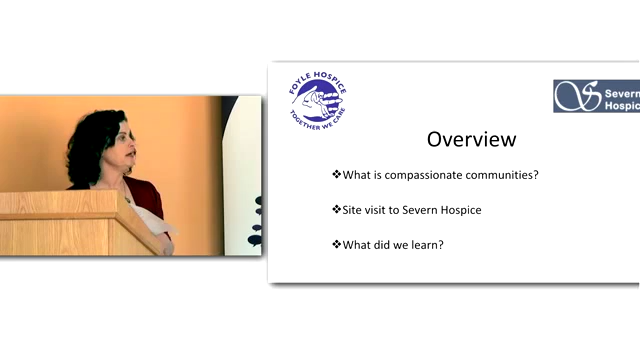 FOYLE HOSPICE
TOGETHER WE CARE
Severn
Hospice
Overview
❖What is compassionate communities?
❖Site visit to Severn Hospice
❖What did we learn?